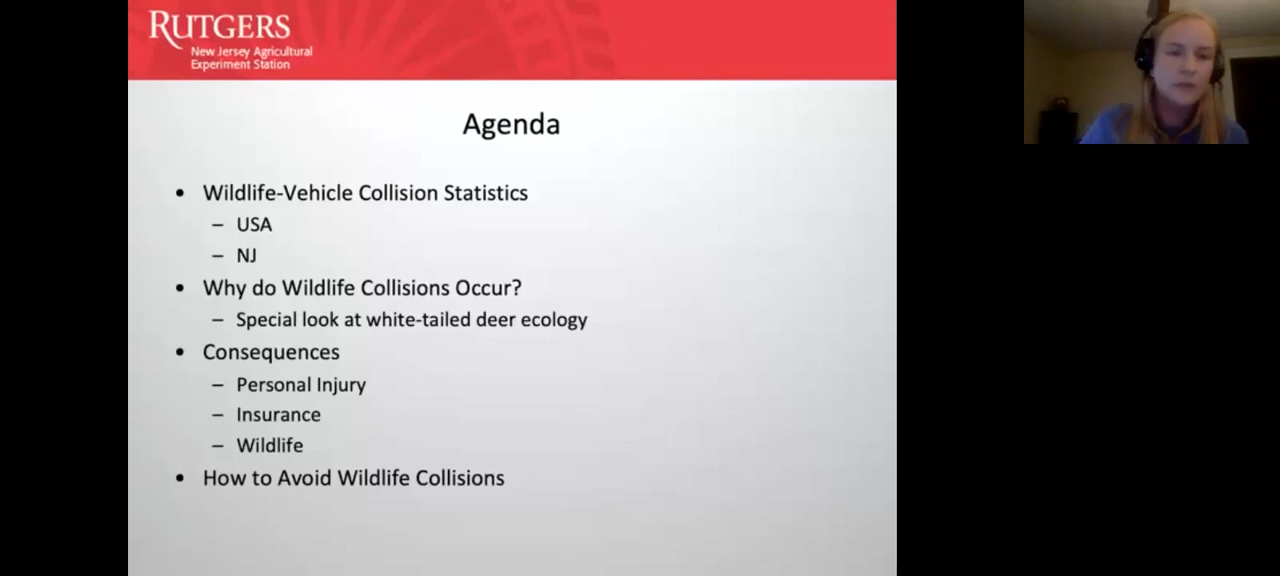 RUTGERS
New Jersey Agricultural
Experiment Station
Agenda
• Wildlife-Vehicle Collision Statistics
– USA
– NJ
• Why do Wildlife Collisions Occur?
– Special look at white-tailed deer ecology
• Consequences
– Personal Injury
– Insurance
– Wildlife
• How to Avoid Wildlife Collisions